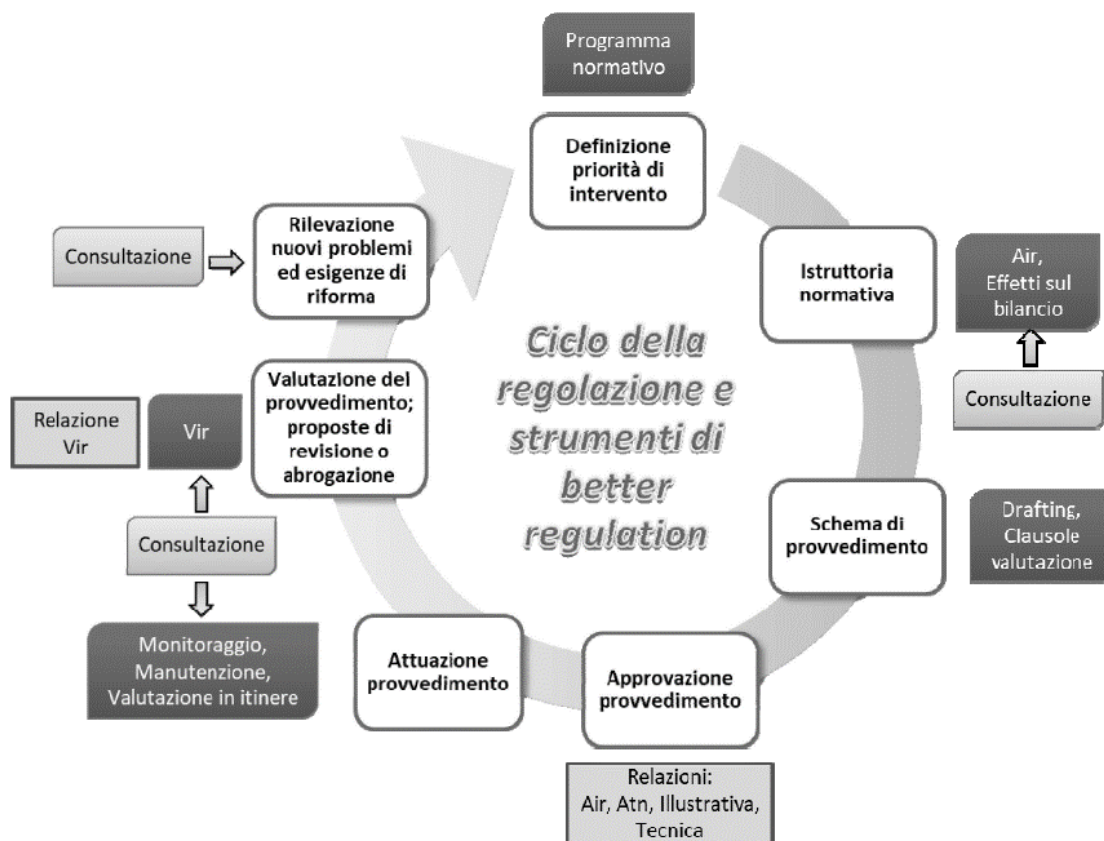 Programma
normativo
Definizione
priorità di
intervento
Istruttoria
normativa
Air,
Effetti sul
bilancio
Consultazione
Schema di
provvedimento
Drafting,
Clausole
valutazione
Approvazione
provvedimento
Relazioni:
Air, Atn, Illustrativa,
Tecnica
Attuazione
provvedimento
Monitoraggio,
Manutenzione,
Valutazione in itinere
Consultazione
Vir
Relazione
Vir
Valutazione del
provvedimento;
proposte di
revisione o
abrogazione
Rilevazione
nuovi problemi
ed esigenze di
riforma
Consultazione
Ciclo della
regolazione e
strumenti di
better
regulation